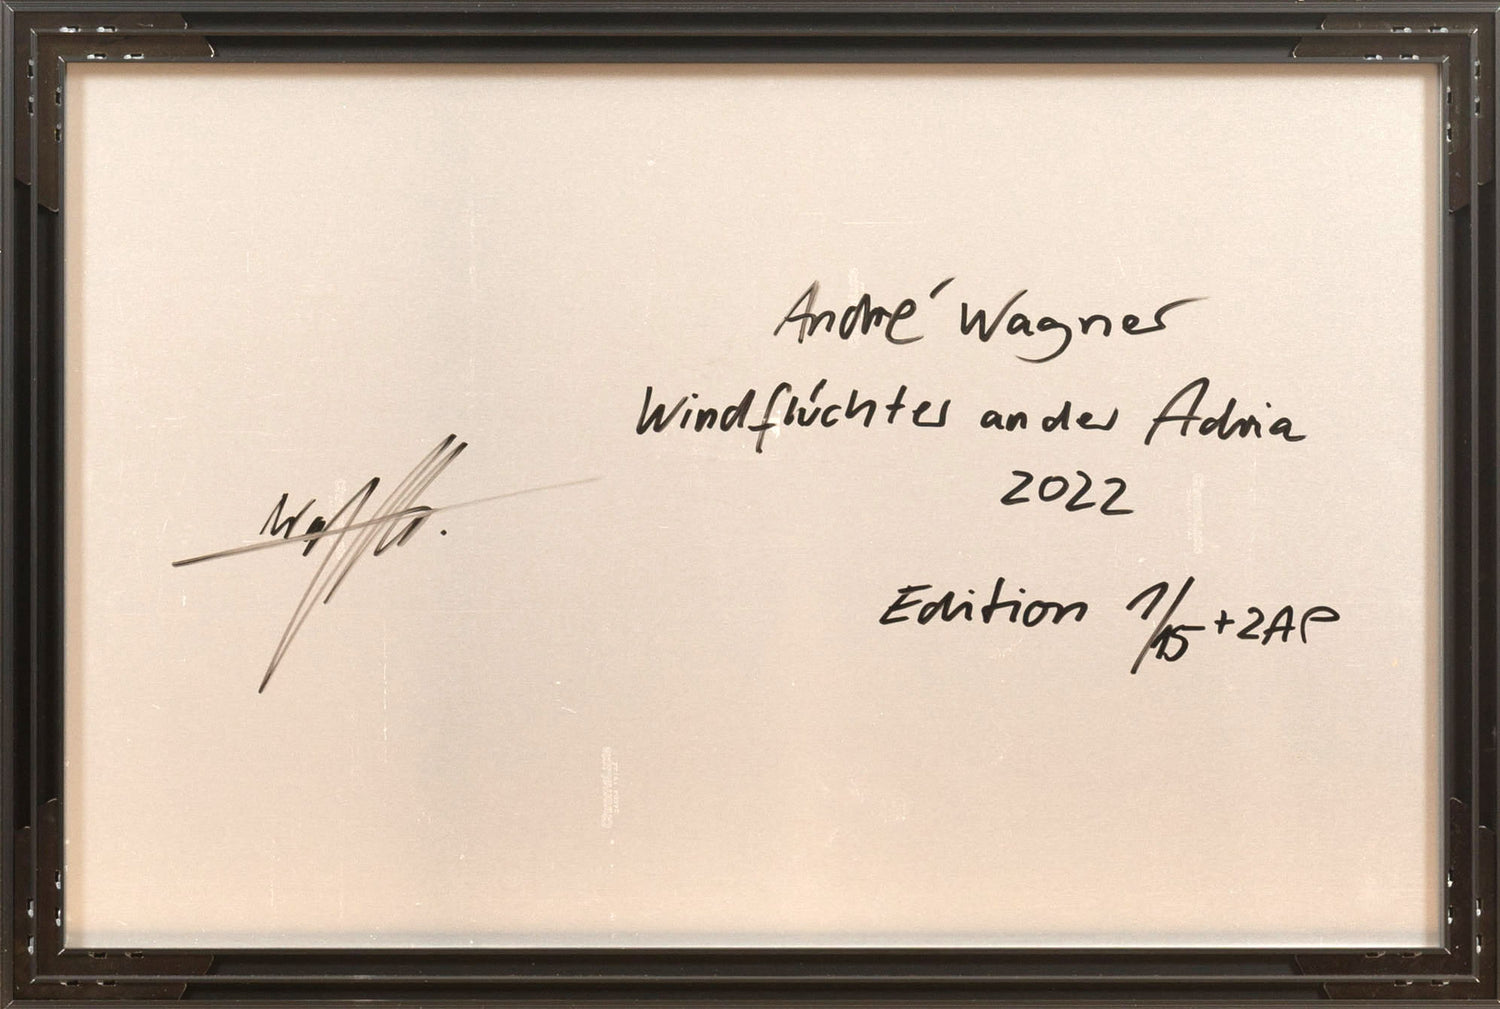 André Wagner
Windflüchter an der Adria
2022
Edition 1/15 + 2AP